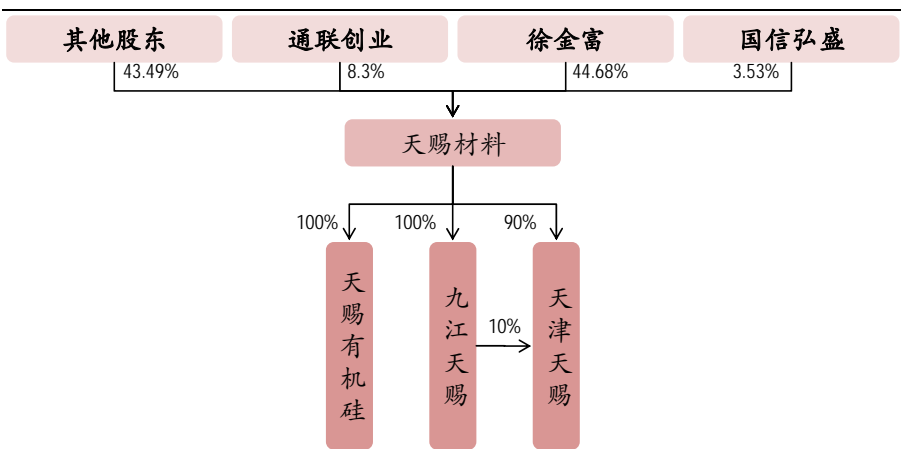 其他股东
通联创业
徐金富
国信弘盛
43.49%
8.3%
44.68%
3.53%
天赐材料
100%
100%
90%
天赐有机硅
九江天赐
10%
天津天赐